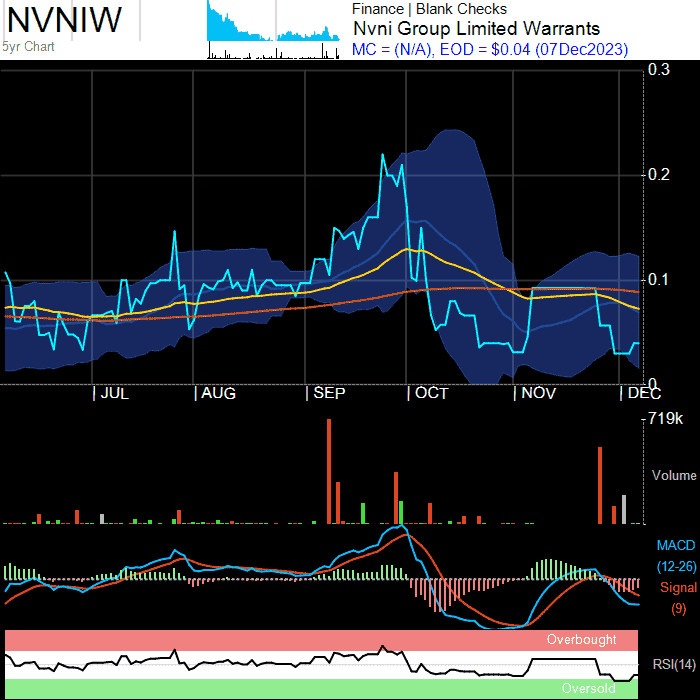 NVNIW
5yr Chart
Finance | Blank Checks
Nvni Group Limited Warrants
MC = (N/A), EOD = $0.04 (07Dec2023)
0.3
0.2
0.1
0
JUL
AUG
SEP
OCT
NOV
DEC
719k
Volume
MACD
(12-26)
Signal
(9)
Overbought
RSI(14)
Oversold